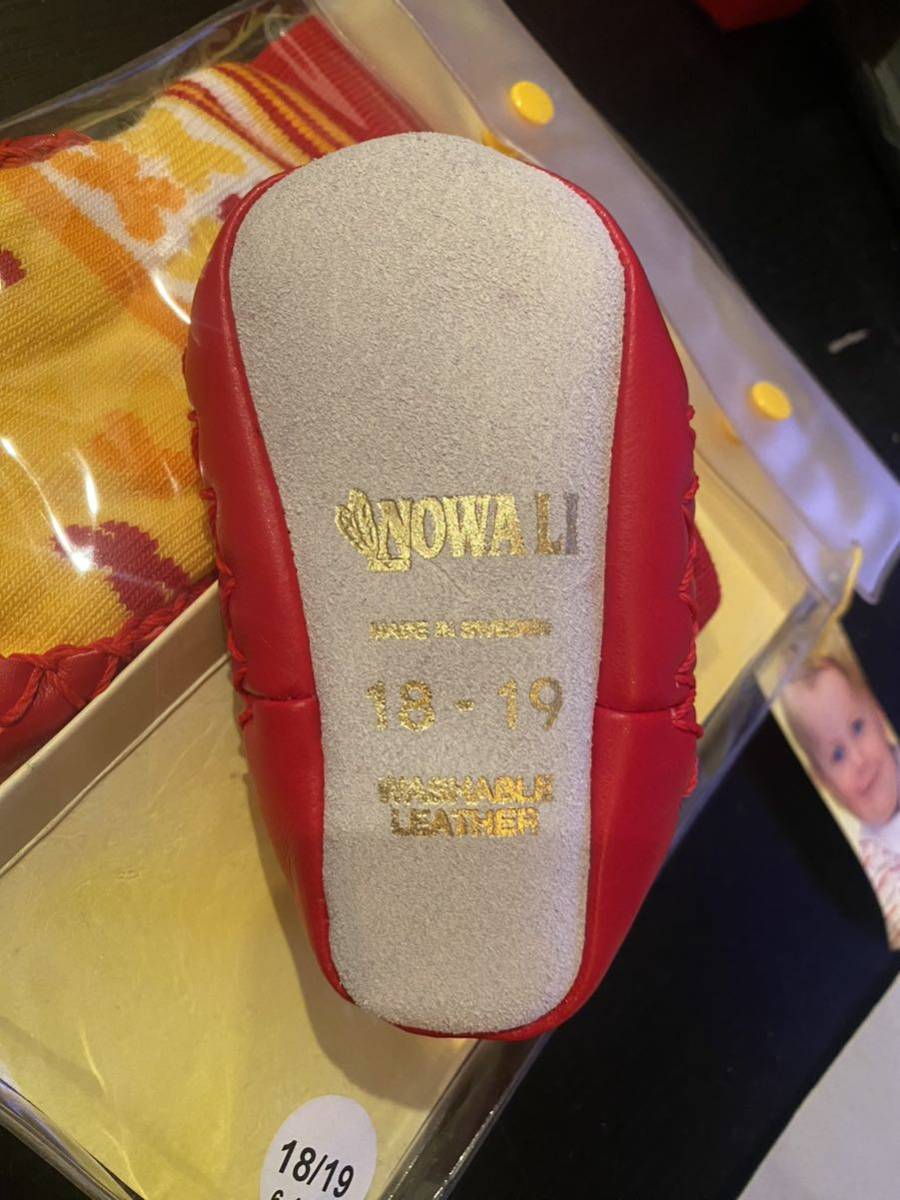 NOWALI
MADE IN SWEDEN
18 - 19
WASHABLE
LEATHER
18/19